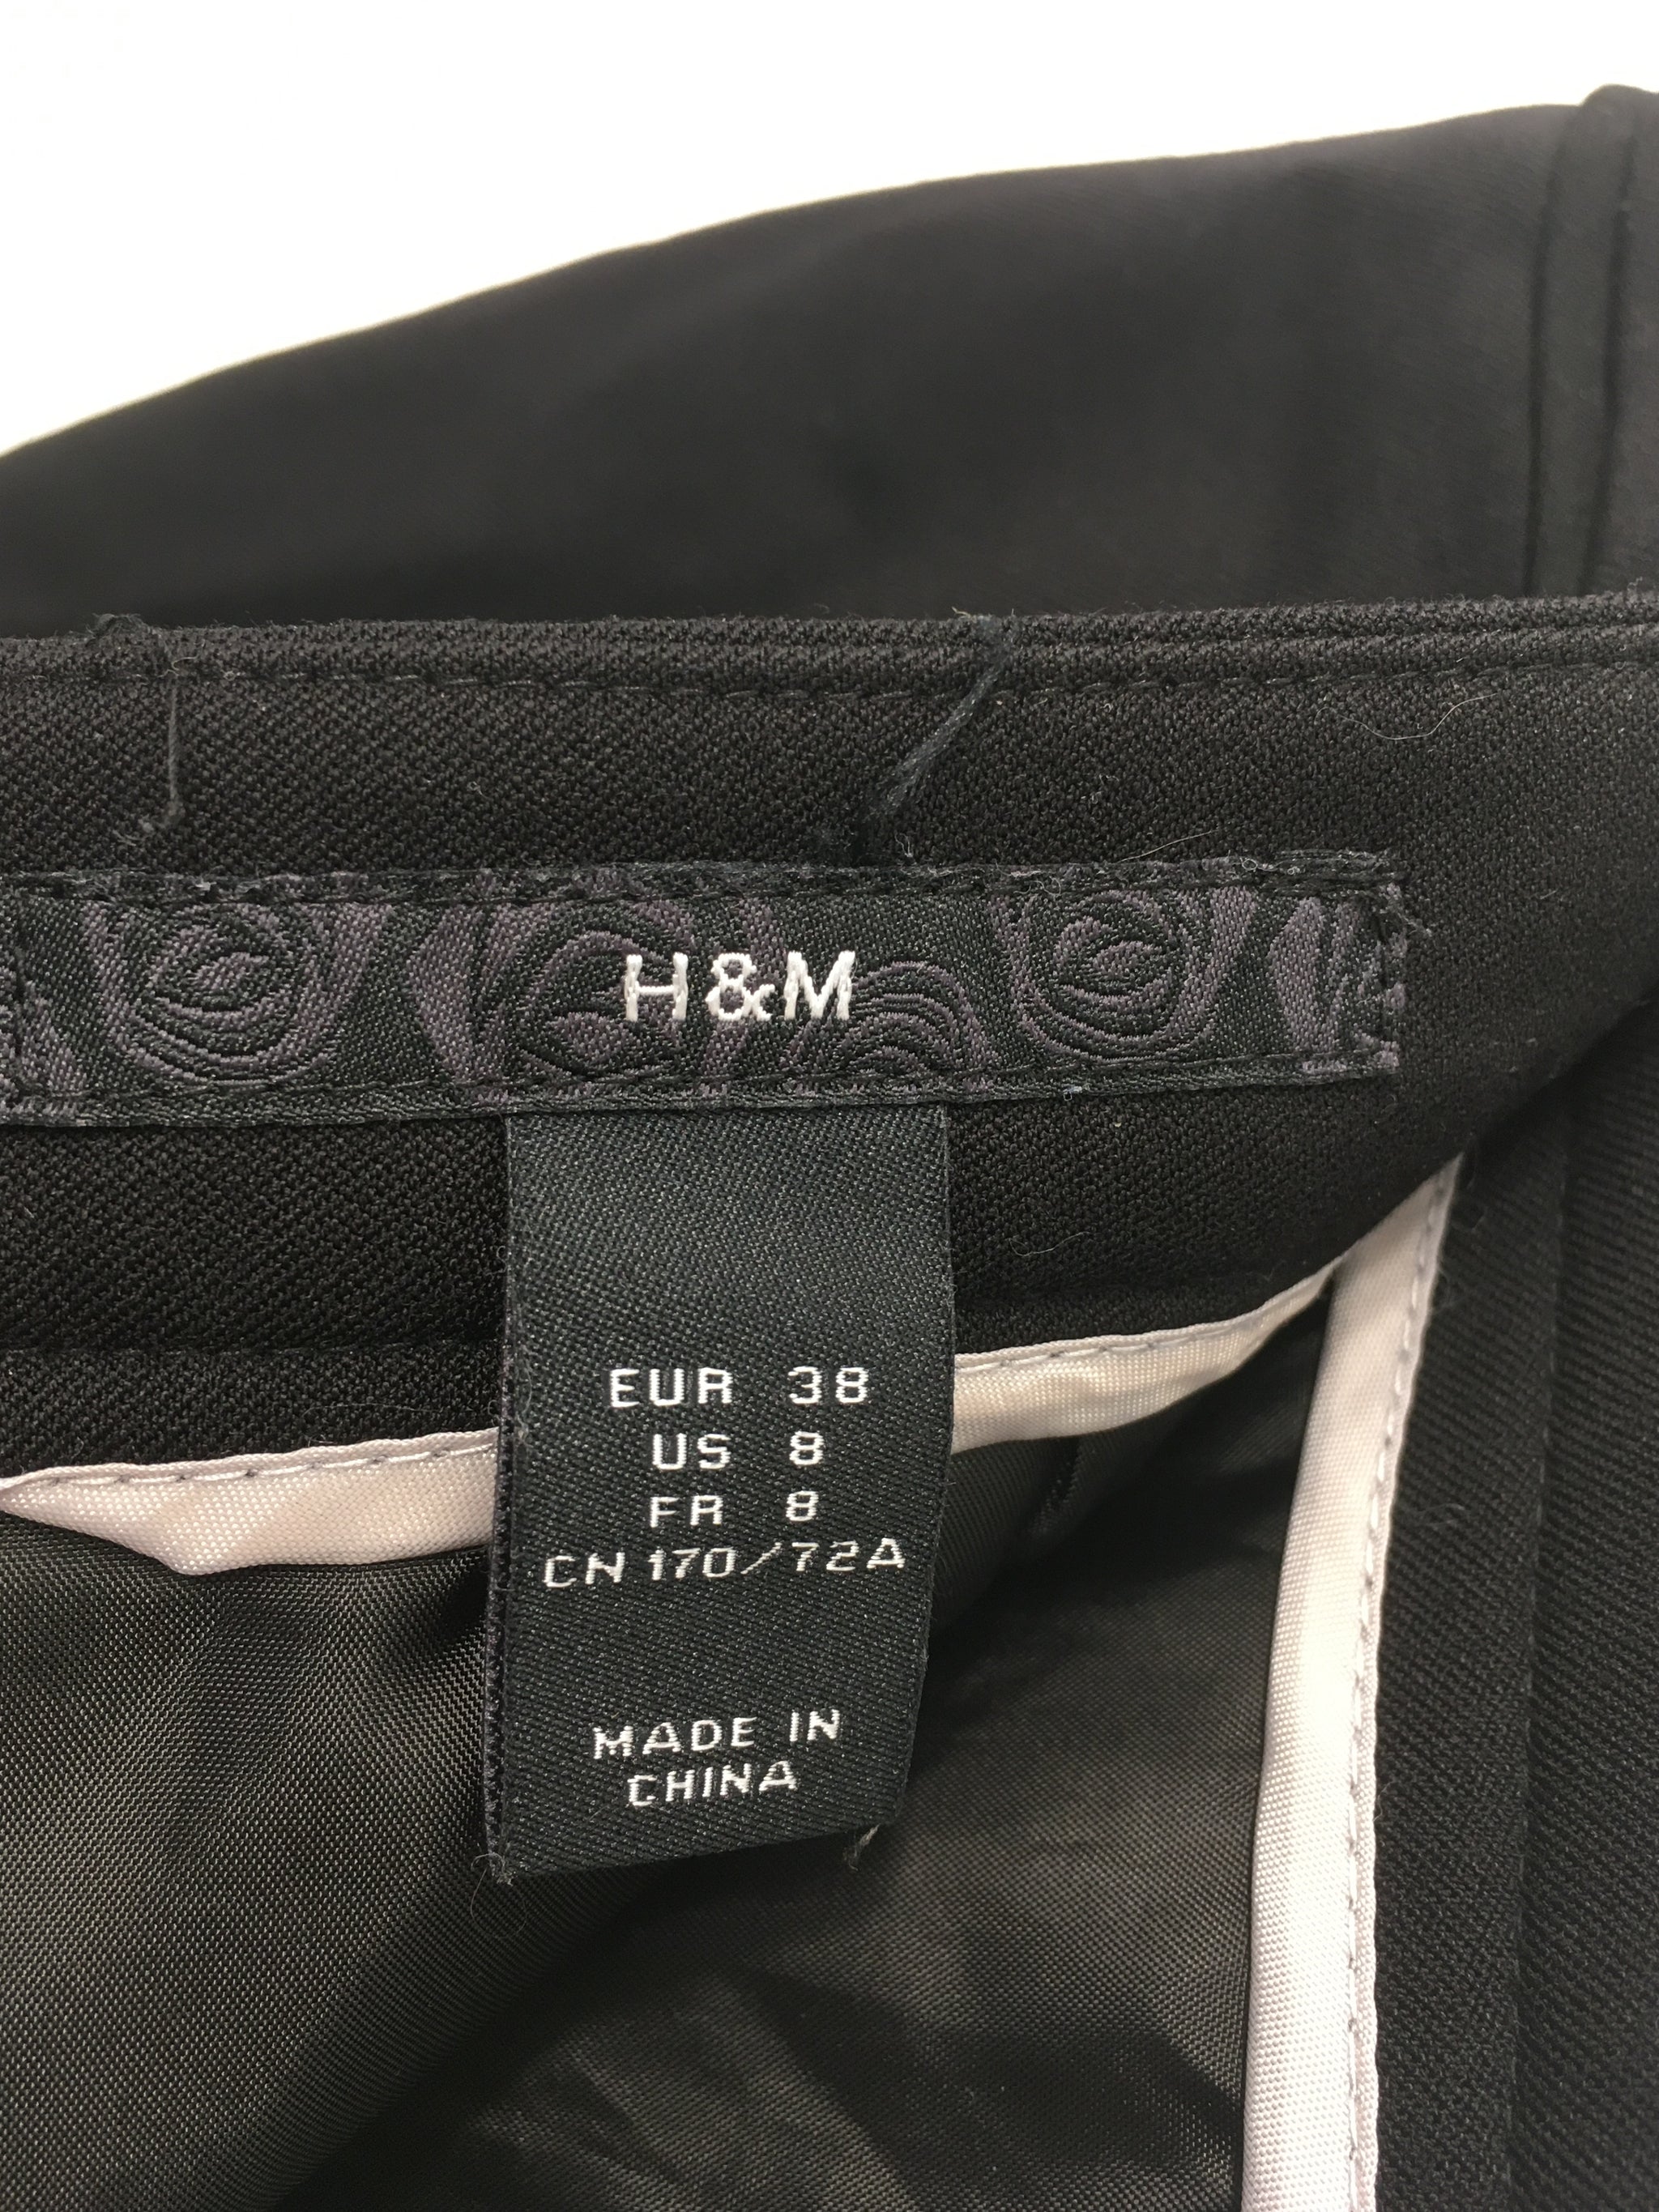 H&M
EUR 38
US 8
FR 8
CN 170/72A
MADE IN
CHINA